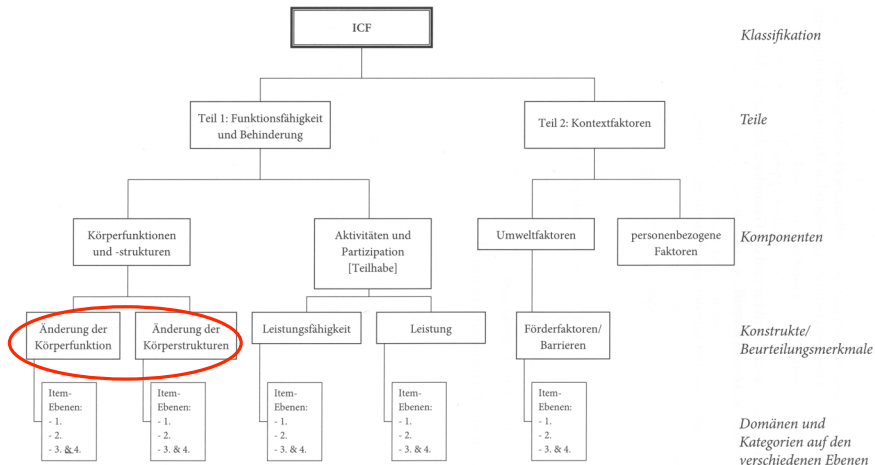 ICF
Klassifikation
Teil 1: Funktionsfähigkeit
und Behinderung
Teil 2: Kontextfaktoren
Teile
Körperfunktionen
und -strukturen
Aktivitäten und
Partizipation
[Teilhabe]
Umweltfaktoren
personenbezogene
Faktoren
Komponenten
Änderung der
Körperfunktion
Änderung der
Körperstrukturen
Leistungsfähigkeit
Leistung
Förderfaktoren/
Barrieren
Konstrukte/
Beurteilungsmerkmale
Item-
Ebenen:
- 1.
- 2.
- 3. & 4.
Item-
Ebenen:
- 1.
- 2.
- 3. & 4.
Item-
Ebenen:
- 1.
- 2.
- 3. & 4.
Item-
Ebenen:
- 1.
- 2.
- 3. & 4.
Item-
Ebenen:
- 1.
- 2.
- 3. & 4.
Domänen und
Kategorien auf den
verschiedenen Ebenen